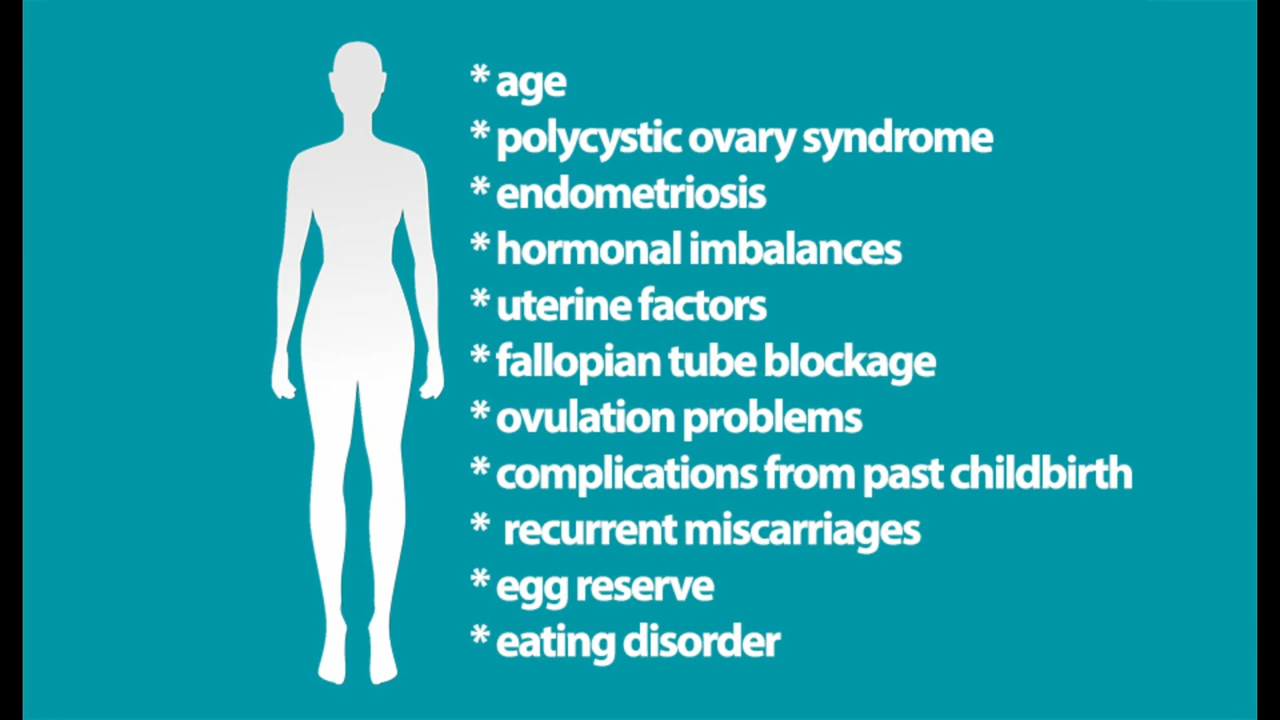 * age
* polycystic ovary syndrome
* endometriosis
* hormonal imbalances
* uterine factors
* fallopian tube blockage
* ovulation problems
* complications from past childbirth
* recurrent miscarriages
* egg reserve
* eating disorder